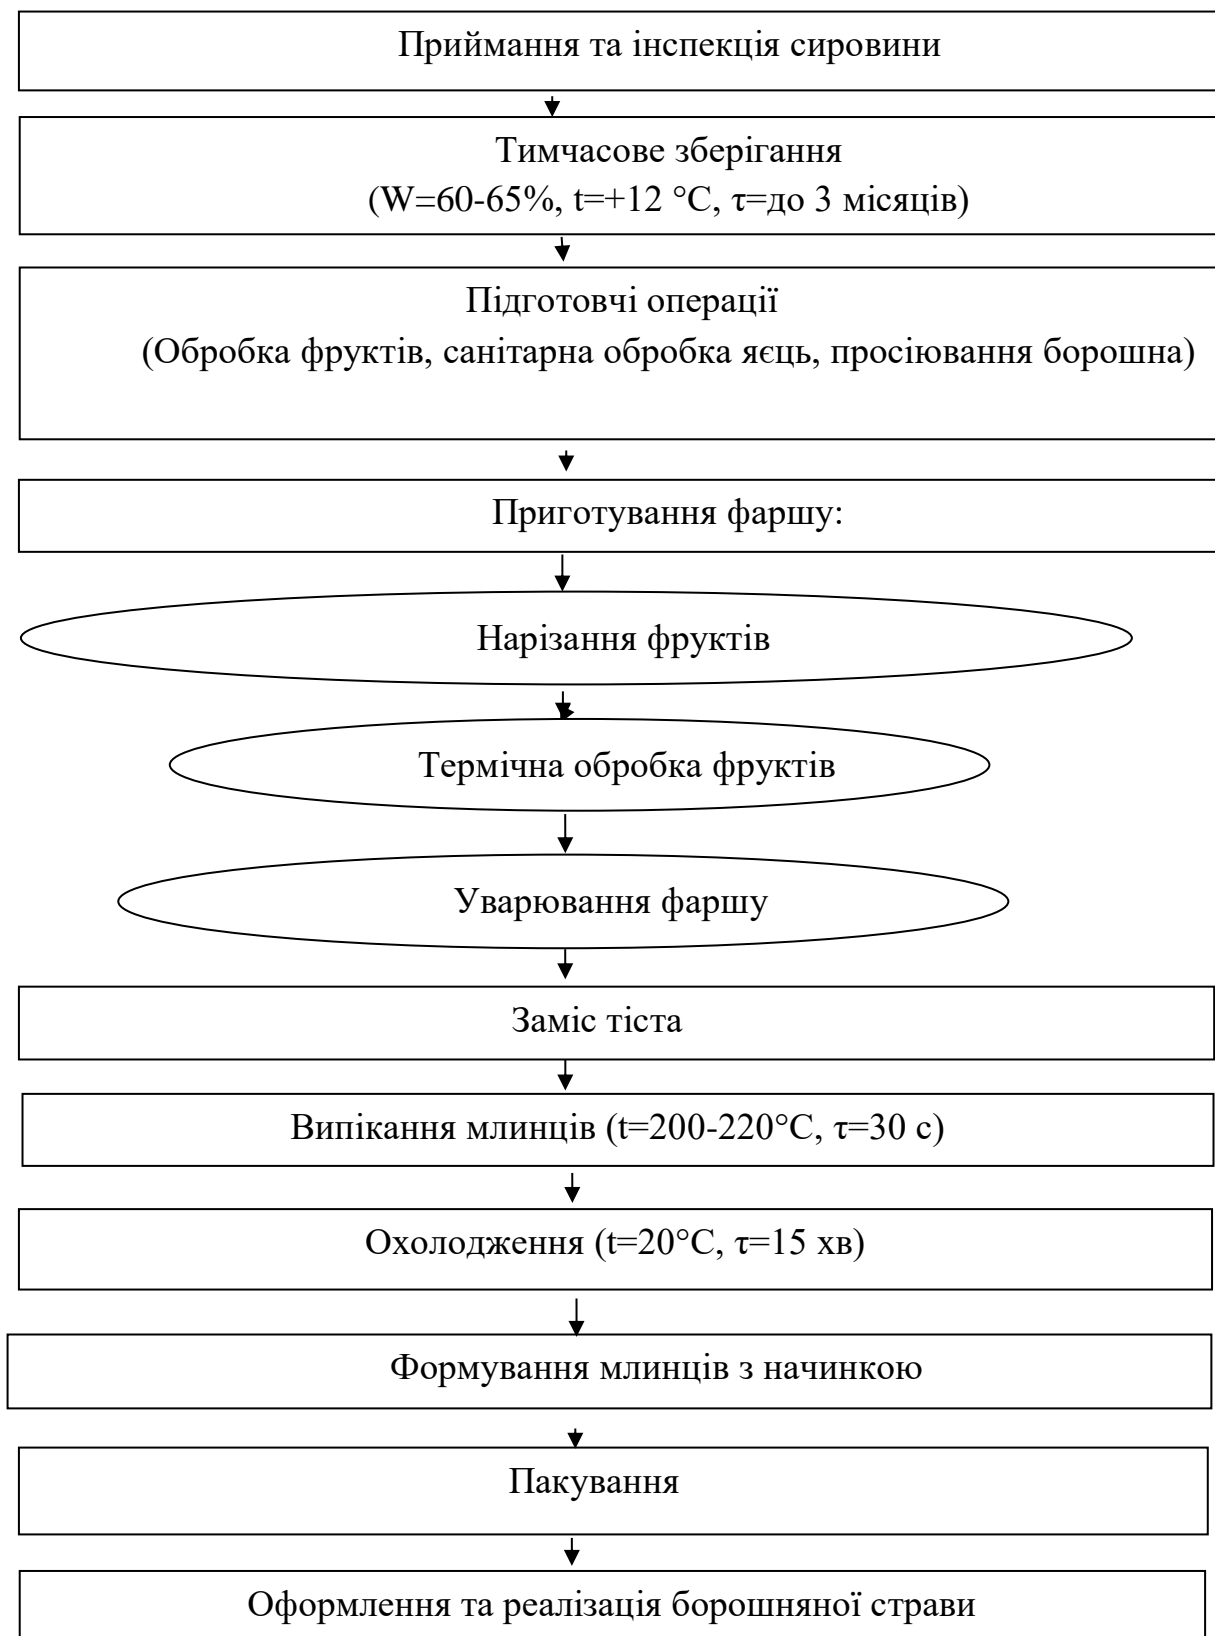 Приймання та інспекція сировини
Тимчасове зберігання
(W=60-65%, t=+12 °С, τ=до 3 місяців)
Підготовчі операції
(Обробка фруктів, санітарна обробка яєць, просіювання борошна)
Приготування фаршу:
Нарізання фруктів
Термічна обробка фруктів
Уварювання фаршу
Заміс тіста
Випікання млинців (t=200-220°С, τ=30 с)
Охолодження (t=20°С, τ=15 хв)
Формування млинців з начинкою
Пакування
Оформлення та реалізація борошняної страви